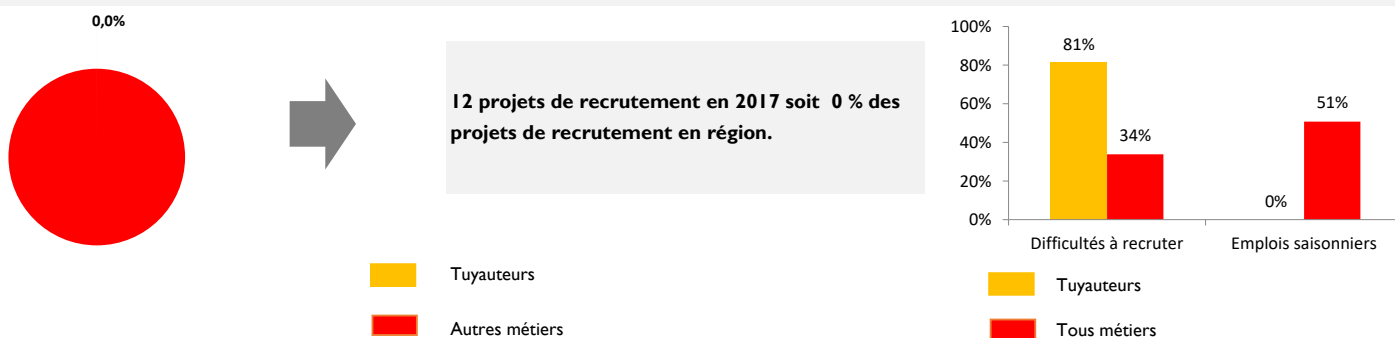 0,0%
12 projets de recrutement en 2017 soit 0 % des
projets de recrutement en région.
Tuyauteurs
Autres métiers
100%
80%
60%
40%
20%
0%
81%
34%
0%
51%
Difficultés à recruter
Emplois saisonniers
Tuyauteurs
Tous métiers